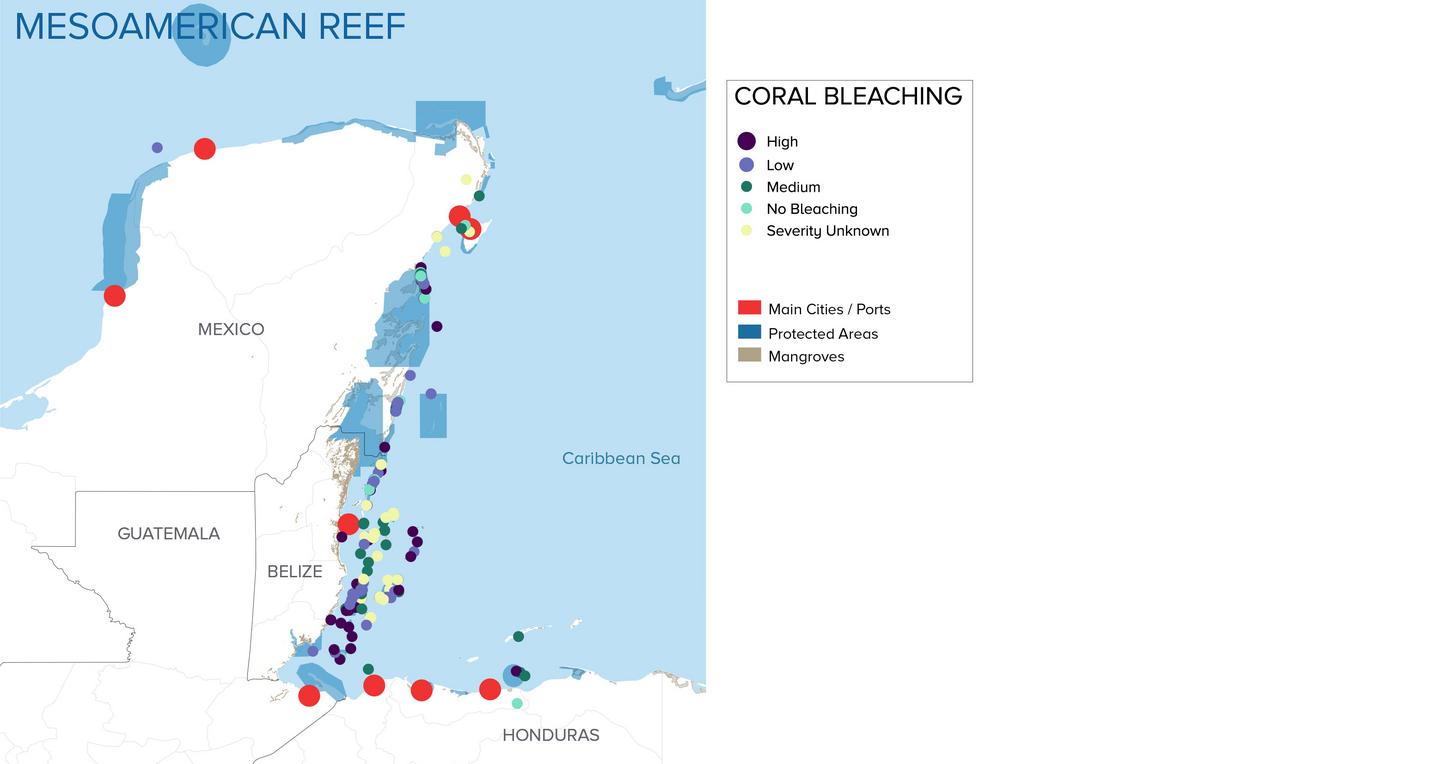 MESOAMERICAN REEF
CORAL BLEACHING
High
Low
Medium
No Bleaching
Severity Unknown
Main Cities / Ports
Protected Areas
Mangroves
MEXICO
Caribbean Sea
GUATEMALA
BELIZE
HONDURAS